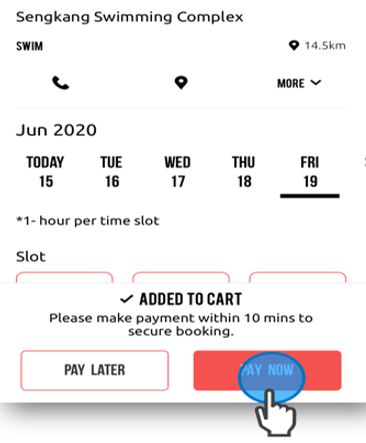 Sengkang Swimming Complex
SWIM 14.5km
MORE
Jun 2020
TODAY TUE WED THU FRI
15 16 17 18 19
*1- hour per time slot
Slot
ADDED TO CART
Please make payment within 10 mins to
secure booking.
PAY LATER PAY NOW